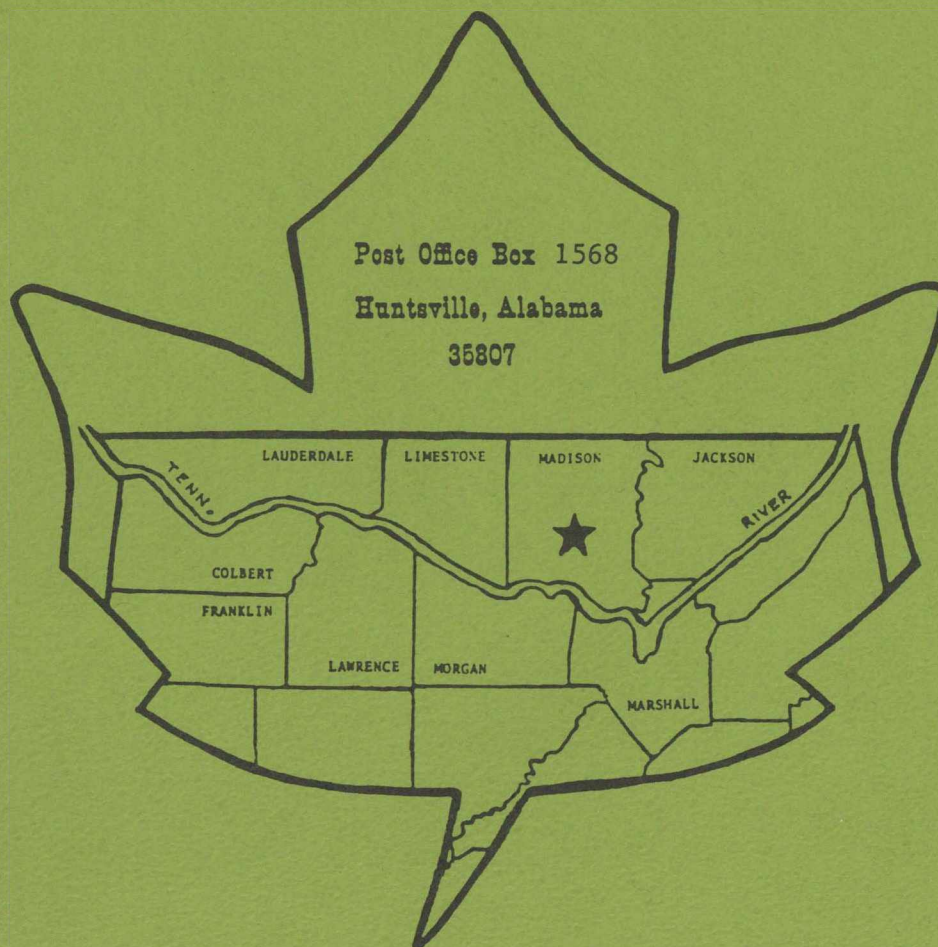 Post Office Box 1568
Huntsville, Alabama
35807
LAUDERDALE LIMESTONE MADISON JACKSON
TENN. RIVER
COLBERT
FRANKLIN
LAWRENCE MORGAN
MARSHALL